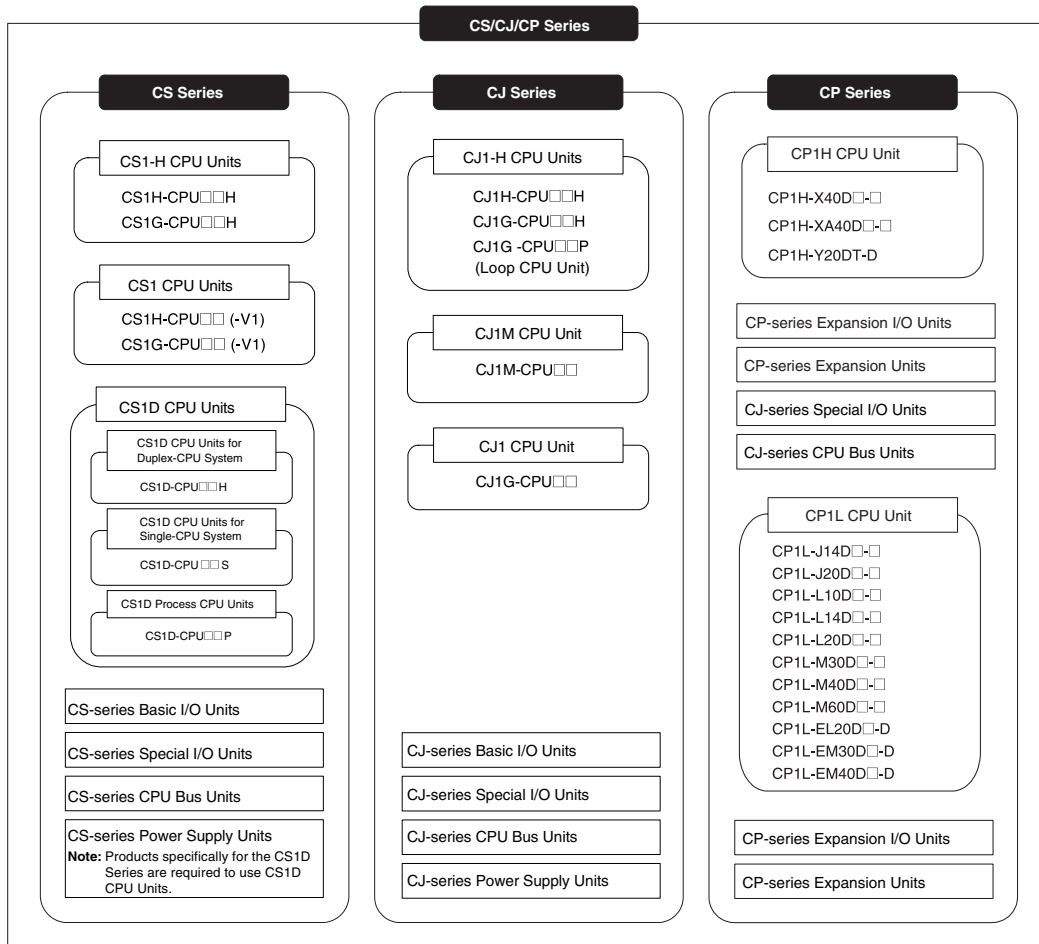 CS/CJ/CP Series
CS Series
CS1-H CPU Units
CS1H-CPU□□H
CS1G-CPU□□H
CS1 CPU Units
CS1H-CPU□□ (-V1)
CS1G-CPU□□ (-V1)
CS1D CPU Units
CS1D CPU Units for
Duplex-CPU System
CS1D-CPU□□H
CS1D CPU Units for
Single-CPU System
CS1D-CPU □□ S
CS1D Process CPU Units
CS1D-CPU□□ P
CS-series Basic I/O Units
CS-series Special I/O Units
CS-series CPU Bus Units
CS-series Power Supply Units
Note: Products specifically for the CS1D
Series are required to use CS1D
CPU Units.
CJ Series
CJ1-H CPU Units
CJ1H-CPU□□H
CJ1G-CPU□□H
CJ1G -CPU□□P
(Loop CPU Unit)
CJ1M CPU Unit
CJ1M-CPU□□
CJ1 CPU Unit
CJ1G-CPU□□
CJ-series Basic I/O Units
CJ-series Special I/O Units
CJ-series CPU Bus Units
CJ-series Power Supply Units
CP Series
CP1H CPU Unit
CP1H-X40D□-□
CP1H-XA40D□-□
CP1H-Y20DT-D
CP-series Expansion I/O Units
CP-series Expansion Units
CJ-series Special I/O Units
CJ-series CPU Bus Units
CP1L CPU Unit
CP1L-J14D□-□
CP1L-J20D□-□
CP1L-L10D□-□
CP1L-L14D□-□
CP1L-L20D□-□
CP1L-M30D□-□
CP1L-M40D□-□
CP1L-M60D□-□
CP1L-EL20D□-D
CP1L-EM30D□-D
CP1L-EM40D□-D
CP-series Expansion I/O Units
CP-series Expansion Units